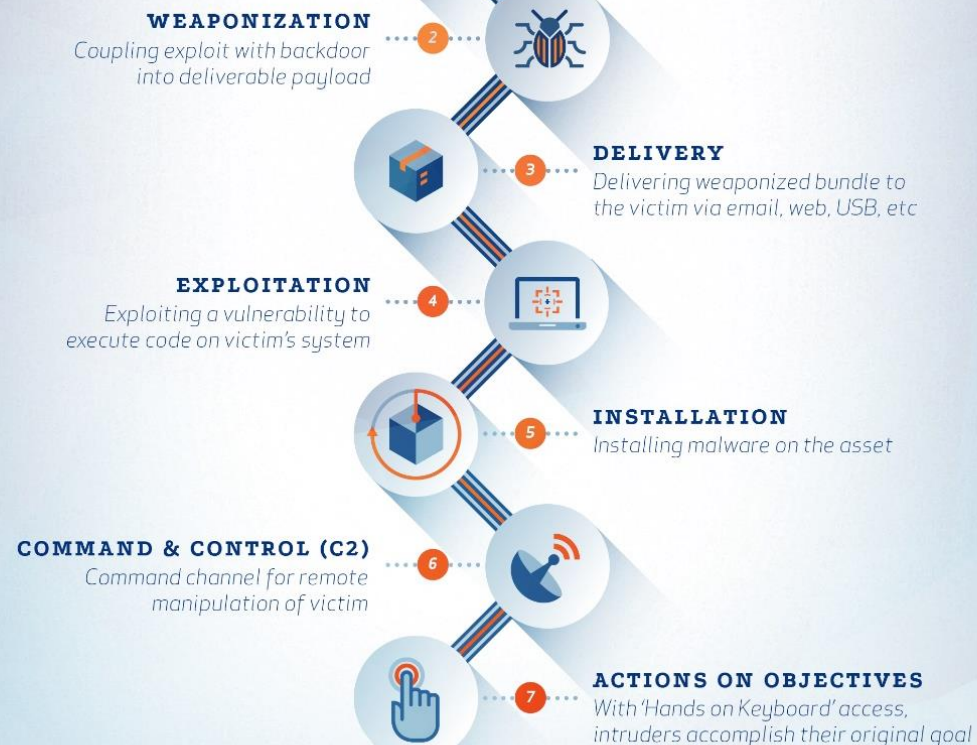 WEAPONIZATION
Coupling exploit with backdoor
into deliverable payload
2
DELIVERY
3
Delivering weaponized bundle to
the victim via email, web, USB, etc
EXPLOITATION
4
Exploiting a vulnerability to
execute code on victim's system
INSTALLATION
5
Installing malware on the asset
COMMAND & CONTROL (C2)
6
Command channel for remote
manipulation of victim
ACTIONS ON OBJECTIVES
7
With 'Hands on Keyboard' access,
intruders accomplish their original goal